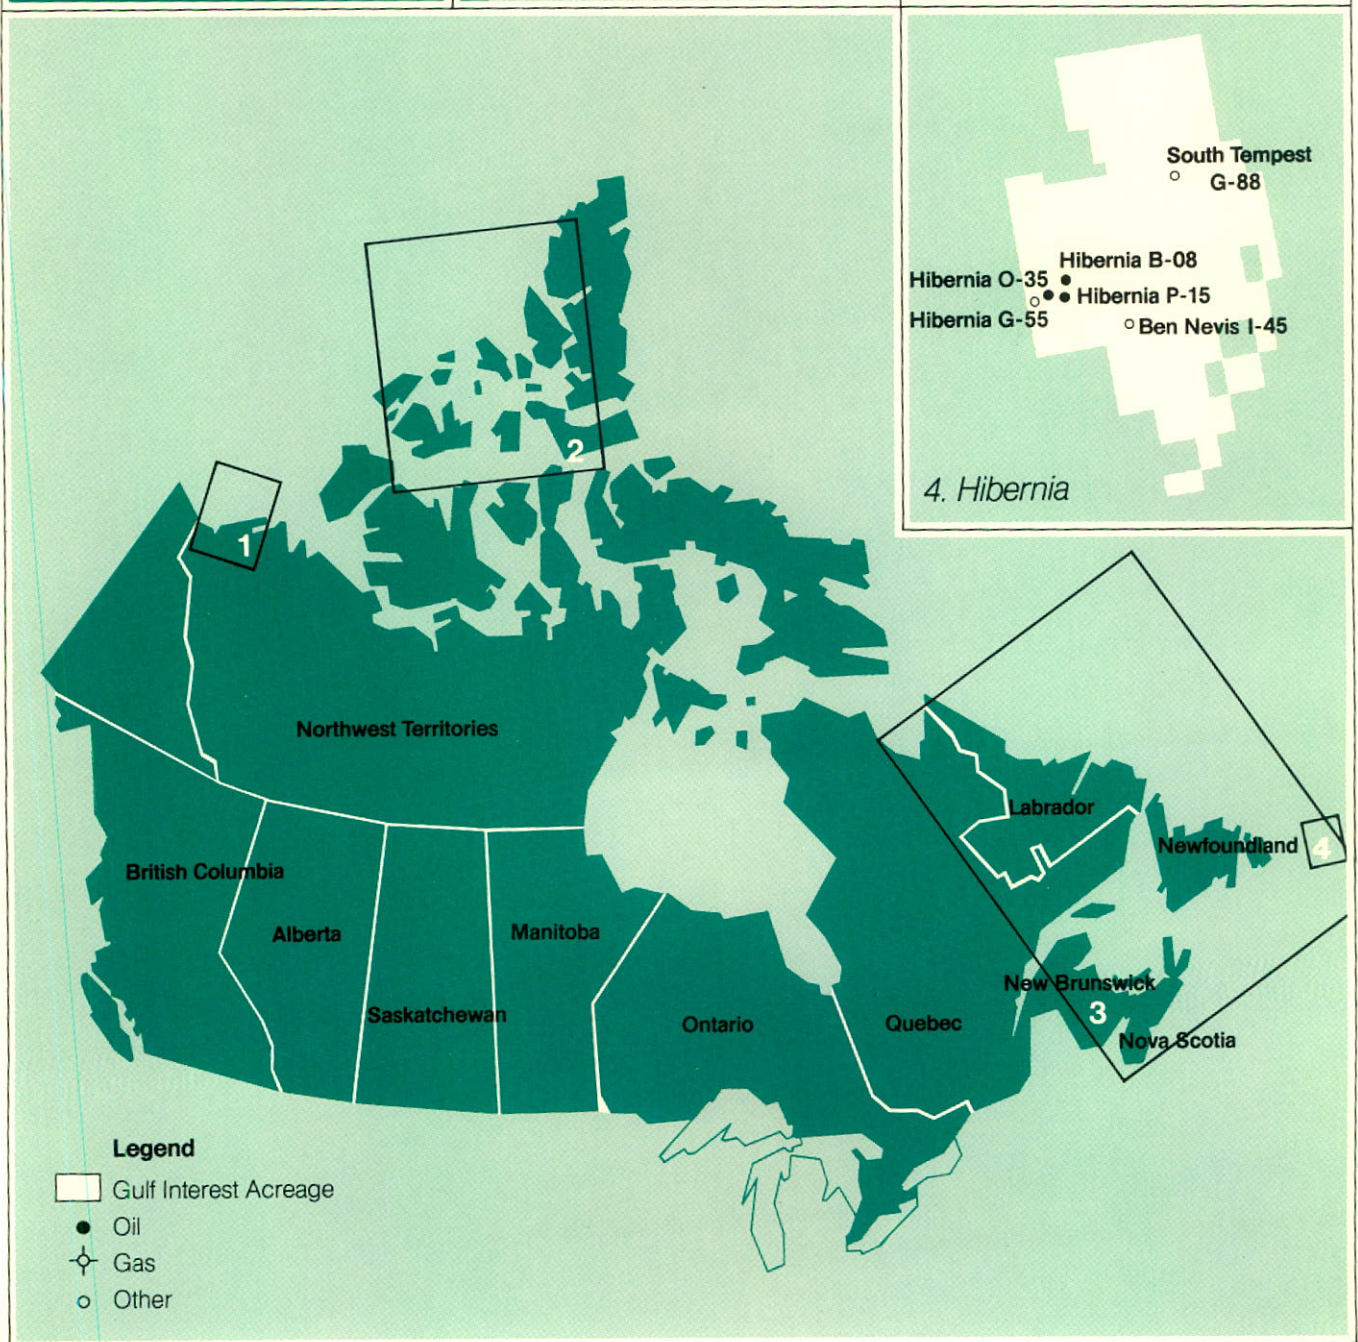 South Tempest
G-88
Hibernia B-08
Hibernia O-35
Hibernia P-15
Hibernia G-55
Ben Nevis I-45
4. Hibernia
2
1
Northwest Territories
Labrador
Newfoundland
4
British Columbia
Alberta
Manitoba
New Brunswick
Saskatchewan
3
Ontario
Quebec
Nova Scotia
Legend
Gulf Interest Acreage
Oil
Gas
Other